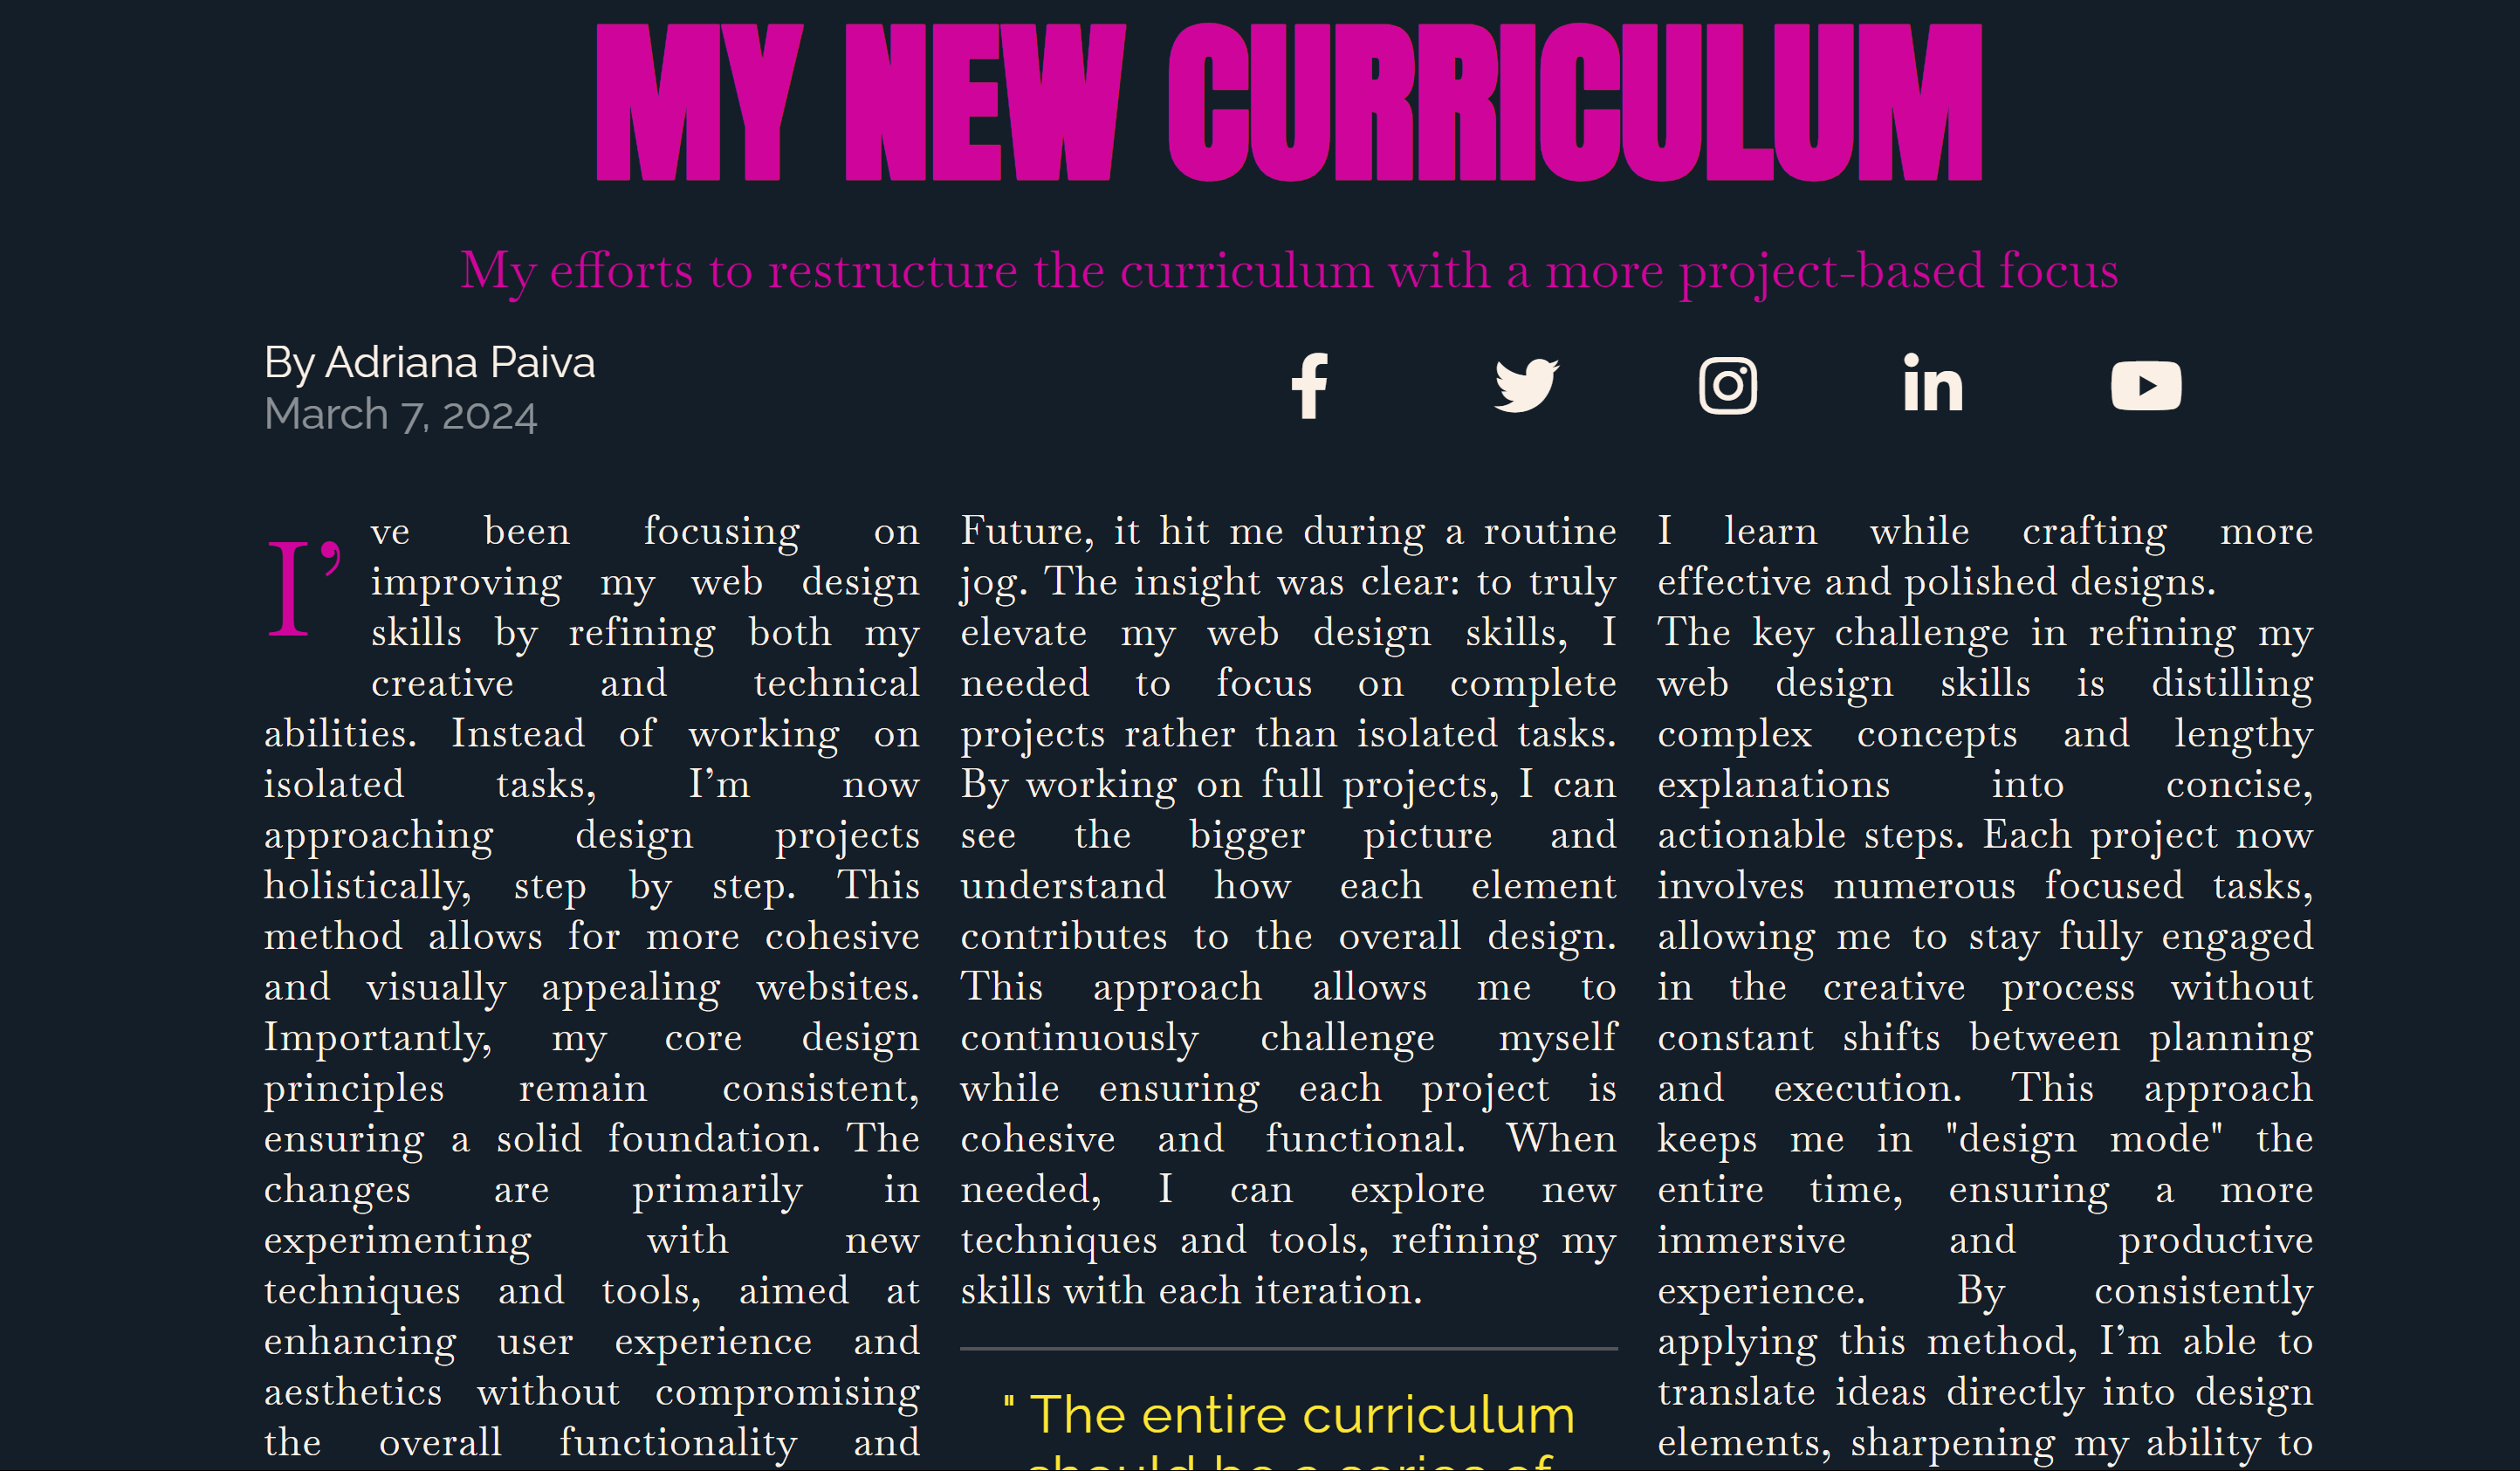 MY NEW CURRICULUM
My efforts to restructure the curriculum with a more project-based focus
By Adriana Paiva
March 7, 2024
I’ve been focusing on
improving my web design
skills by refining both my
creative and technical
abilities. Instead of working on
isolated tasks, I’m now
approaching design projects
holistically, step by step. This
method allows for more cohesive
and visually appealing websites.
Importantly, my core design
principles remain consistent,
ensuring a solid foundation. The
changes are primarily in
experimenting with new
techniques and tools, aimed at
enhancing user experience and
aesthetics without compromising
the overall functionality and
Future, it hit me during a routine
jog. The insight was clear: to truly
elevate my web design skills, I
needed to focus on complete
projects rather than isolated tasks.
By working on full projects, I can
see the bigger picture and
understand how each element
contributes to the overall design.
This approach allows me to
continuously challenge myself
while ensuring each project is
cohesive and functional. When
needed, I can explore new
techniques and tools, refining my
skills with each iteration.
" The entire curriculum
should be a series of
I learn while crafting more
effective and polished designs.
The key challenge in refining my
web design skills is distilling
complex concepts and lengthy
explanations into concise,
actionable steps. Each project now
involves numerous focused tasks,
allowing me to stay fully engaged
in the creative process without
constant shifts between planning
and execution. This approach
keeps me in "design mode" the
entire time, ensuring a more
immersive and productive
experience. By consistently
applying this method, I’m able to
translate ideas directly into design
elements, sharpening my ability to